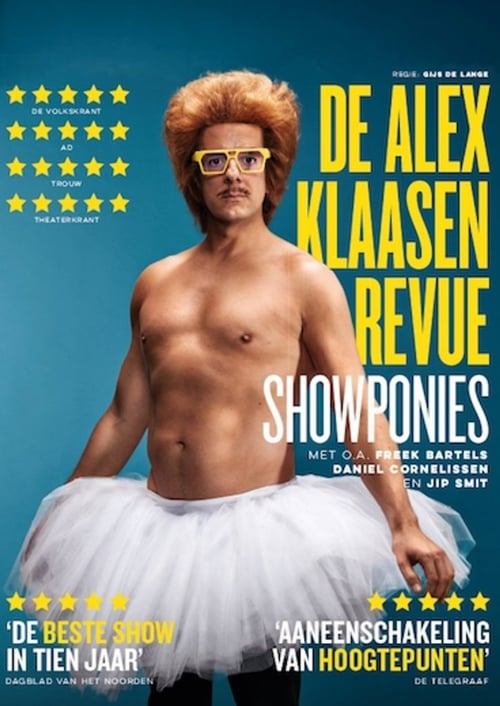 REGIE: GIJS DE LANGE
DE VOLKSKRANT
AD
TROUW
THEATERKRANT
DE ALEX
KLAASEN
REVUE
SHOWPONIES
MET O.A. FREEK BARTELS
DANIEL CORNELISSEN
EN JIP SMIT
'DE BESTE SHOW
IN TIEN JAAR'
DAGBLAD VAN HET NOORDEN
'AANEENSCHAKELING
VAN HOOGTEPUNTEN'
DE TELEGRAAF